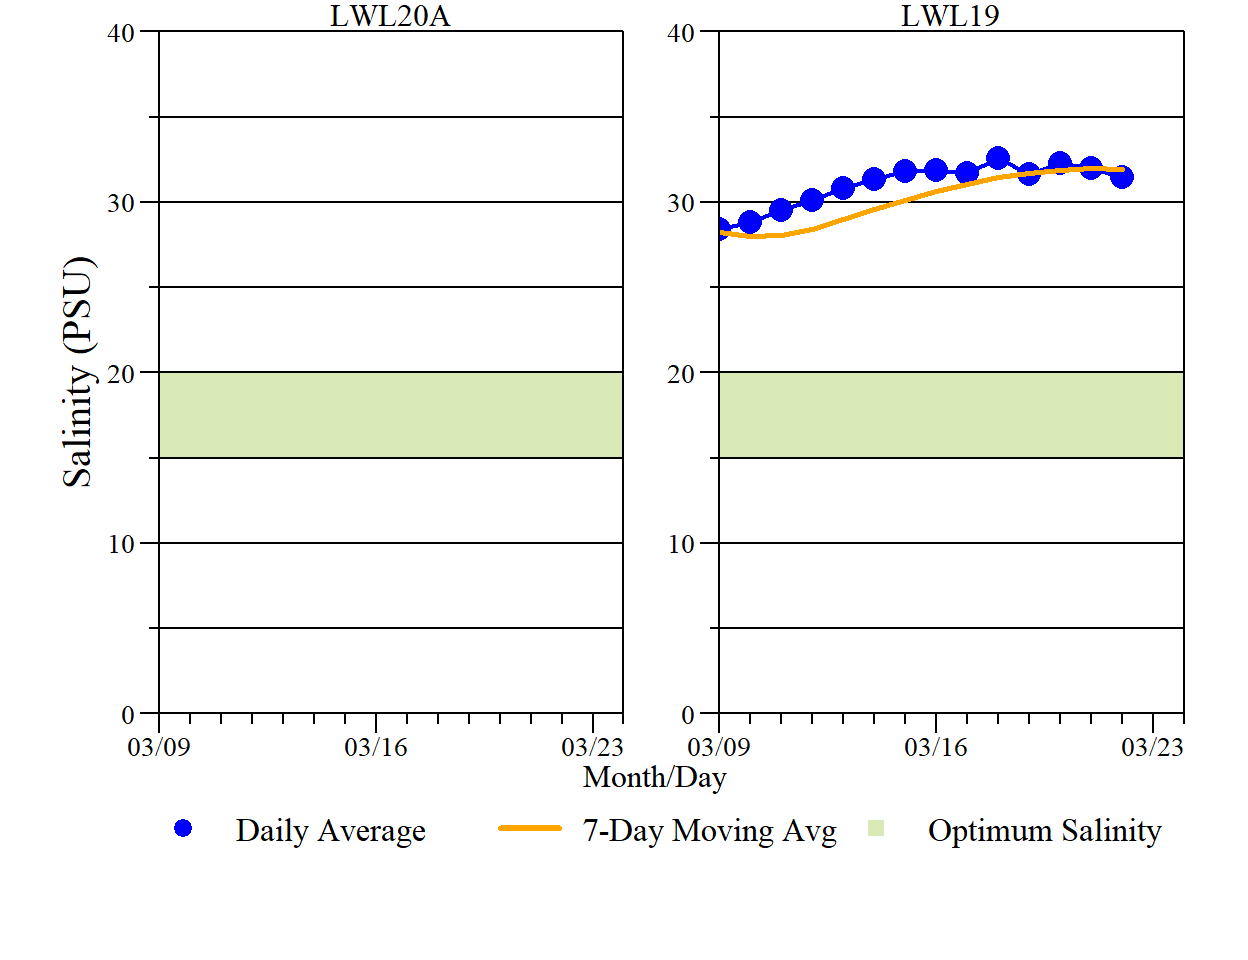 LWL20A
LWL19
Salinity (PSU)
40
30
20
10
0
03/09
03/16
03/23
40
30
20
10
0
03/09
03/16
03/23
Month/Day
Daily Average
7-Day Moving Avg
Optimum Salinity